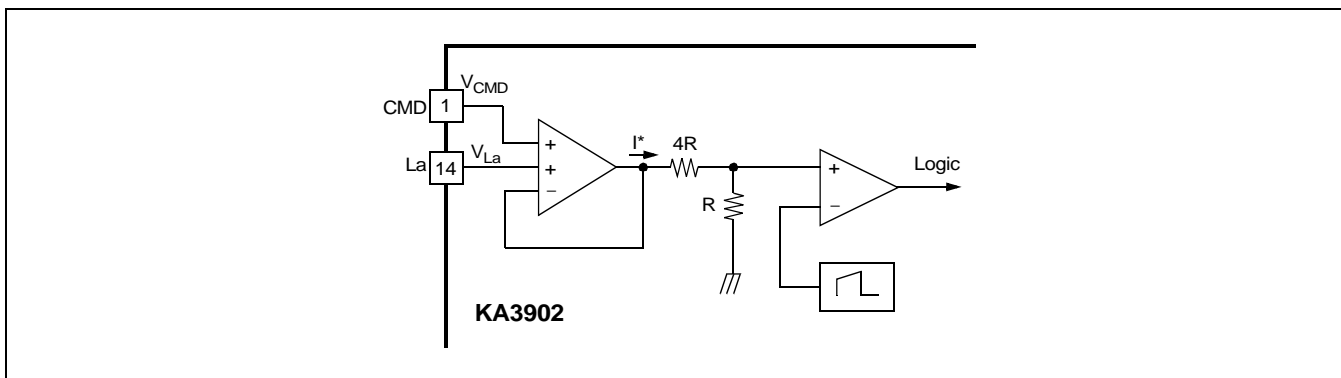 V_CMD
CMD 1
+
I*
4R
V_La
La 14
+
−
R
+
−
Logic
KA3902